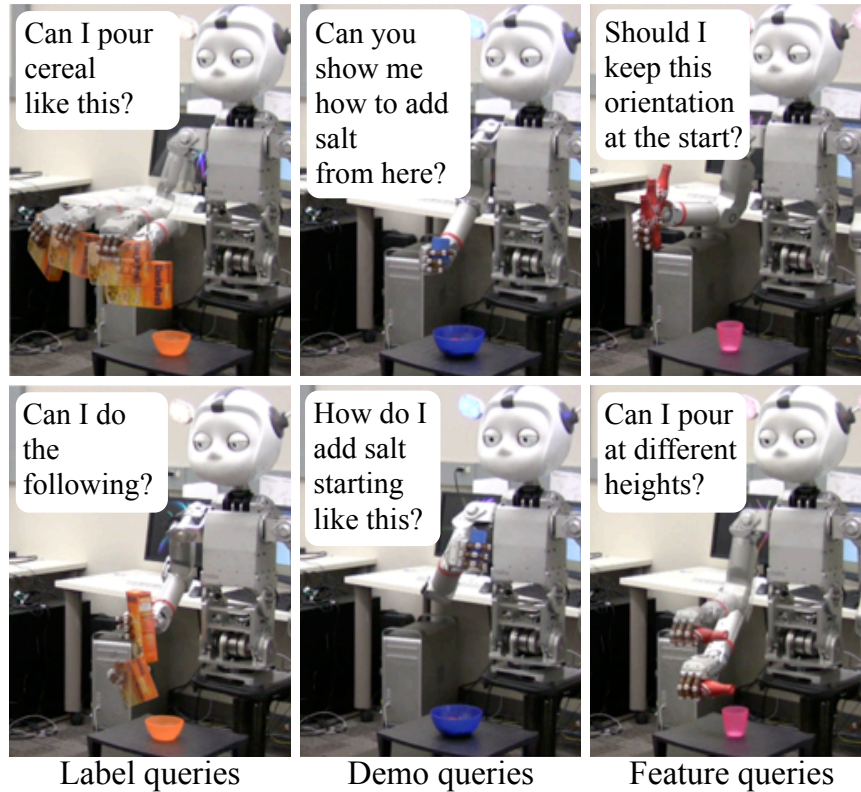 Can I pour
cereal
like this?
Can you
show me
how to add
salt
from here?
Should I
keep this
orientation
at the start?
Can I do
the
following?
How do I
add salt
starting
like this?
Can I pour
at different
heights?
Label queries
Demo queries
Feature queries